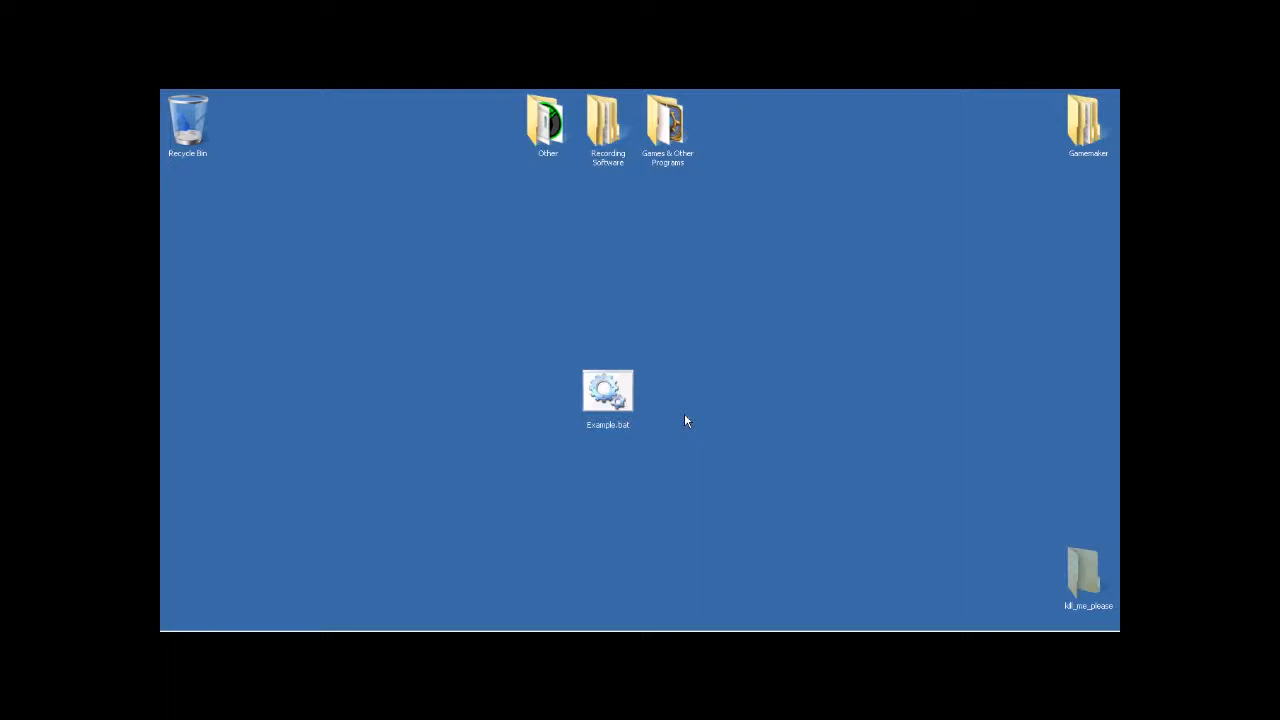 Recycle Bin
Other
Recording
Software
Games & Other
Programs
Gamemaker
Example.bat
kill_me_please